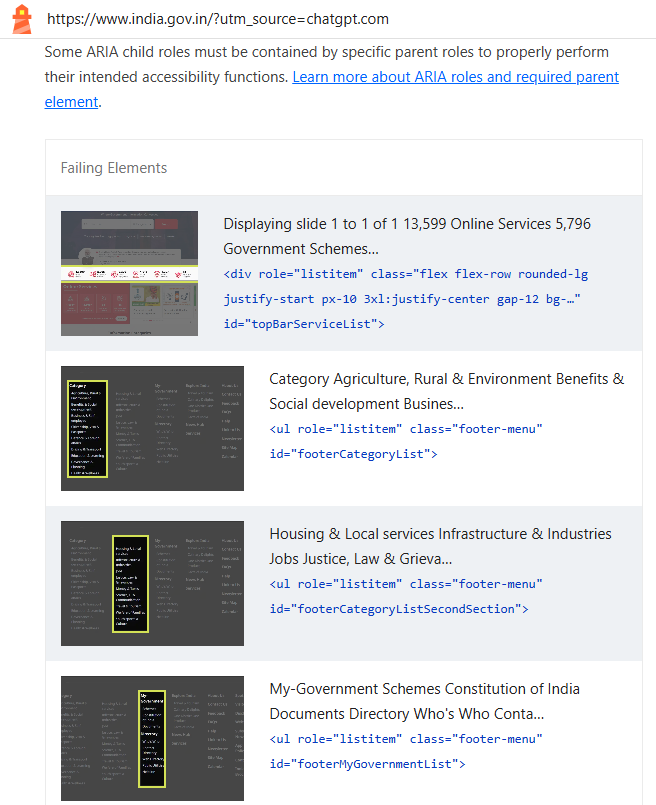 https://www.india.gov.in/?utm_source=chatgpt.com
Some ARIA child roles must be contained by specific parent roles to properly perform
their intended accessibility functions. Learn more about ARIA roles and required parent
element.
Failing Elements
Displaying slide 1 to 1 of 1 13,599 Online Services 5,796
Government Schemes...
<div role="listitem" class="flex flex-row rounded-lg
justify-start px-10 3xl:justify-center gap-12 bg-…"
id="topBarServiceList">
Category Agriculture, Rural & Environment Benefits &
Social development Busines...
<ul role="listitem" class="footer-menu"
id="footerCategoryList">
Housing & Local services Infrastructure & Industries
Jobs Justice, Law & Grieva...
<ul role="listitem" class="footer-menu"
id="footerCategoryListSecondSection">
My-Government Schemes Constitution of India
Documents Directory Who's Who Conta...
<ul role="listitem" class="footer-menu"
id="footerMyGovernmentList">